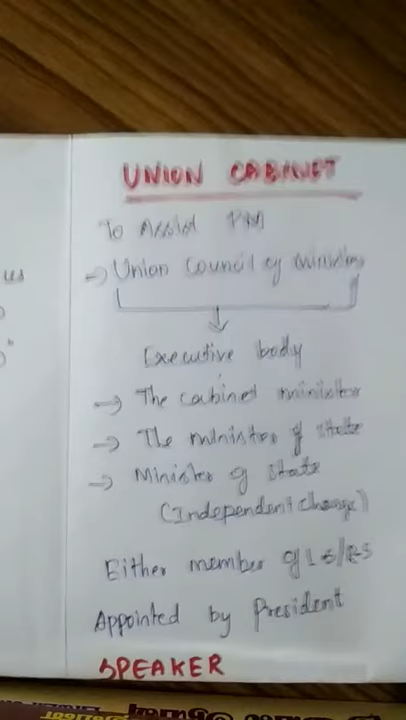 UNION CABINET
To Assist PM
→ Union Council of ministers
Executive body
→ The cabinet minister
→ The minister of state
→ Minister of state
(Independent charge)
Either member of LS/RS
Appointed by President
SPEAKER